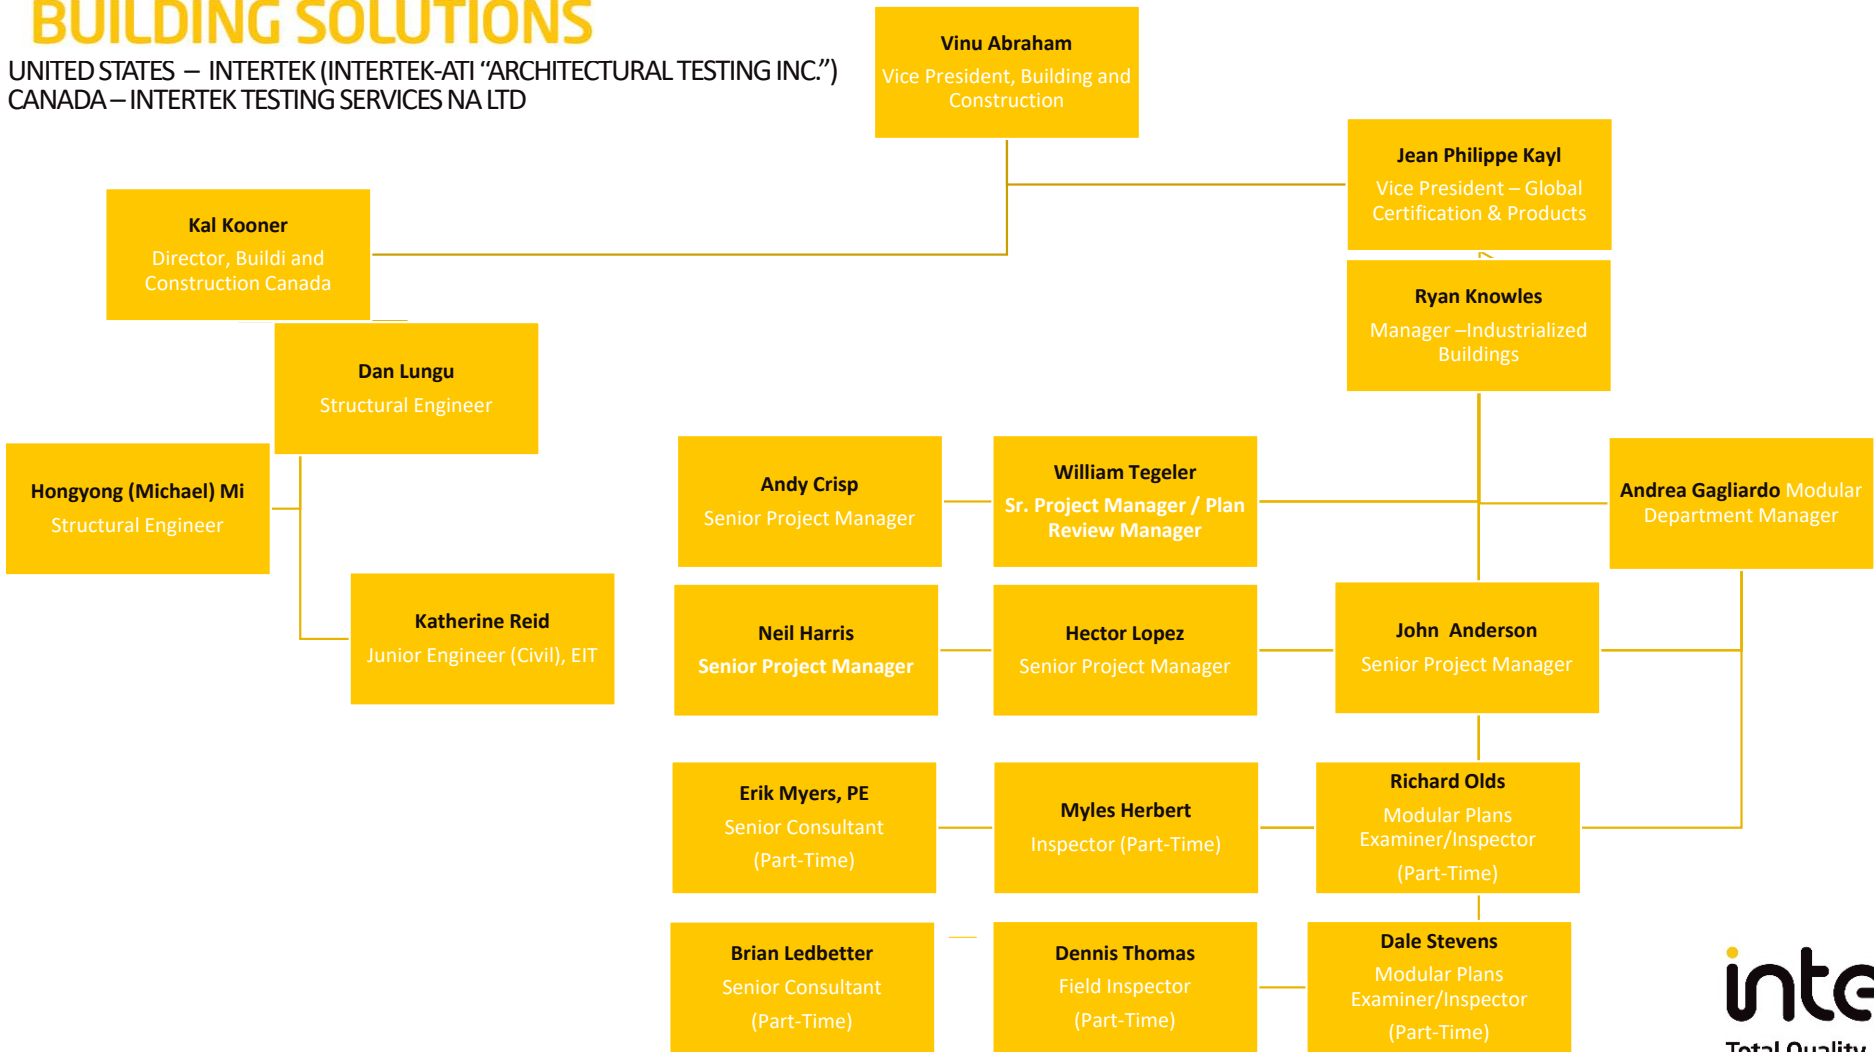 BUILDING SOLUTIONS
UNITED STATES – INTERTEK (INTERTEK-ATI “ARCHITECTURAL TESTING INC.”)
CANADA – INTERTEK TESTING SERVICES NA LTD
Vinu Abraham
Vice President, Building and
Construction
Jean Philippe Kayl
Vice President – Global
Certification & Products
Kal Kooner
Director, Buildi and
Construction Canada
Ryan Knowles
Manager –Industrialized
Buildings
Dan Lungu
Structural Engineer
Hongyong (Michael) Mi
Structural Engineer
Katherine Reid
Junior Engineer (Civil), EIT
Andy Crisp
Senior Project Manager
William Tegeler
Sr. Project Manager / Plan
Review Manager
Andrea Gagliardo Modular
Department Manager
Neil Harris
Senior Project Manager
Hector Lopez
Senior Project Manager
John Anderson
Senior Project Manager
Erik Myers, PE
Senior Consultant
(Part-Time)
Myles Herbert
Inspector (Part-Time)
Richard Olds
Modular Plans
Examiner/Inspector
(Part-Time)
Brian Ledbetter
Senior Consultant
(Part-Time)
Dennis Thomas
Field Inspector
(Part-Time)
Dale Stevens
Modular Plans
Examiner/Inspector
(Part-Time)
inte
Total Quality